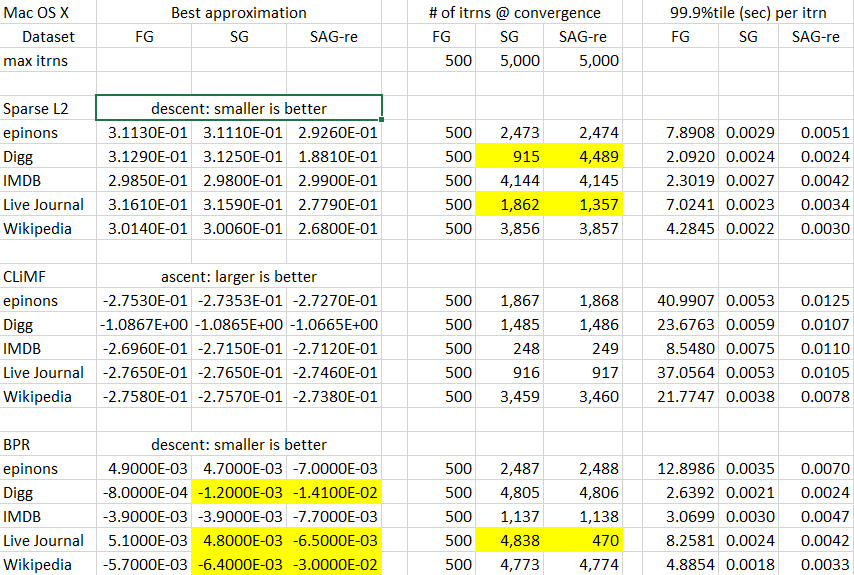 Mac OS X Best approximation # of itrns @ convergence 99.9%tile (sec) per itrn
Dataset FG SG SAG-re FG SG SAG-re FG SG SAG-re
max itrns 500 5,000 5,000
Sparse L2 descent: smaller is better
epinons 3.1130E-01 3.1110E-01 2.9260E-01 500 2,473 2,474 7.8908 0.0029 0.0051
Digg 3.1290E-01 3.1250E-01 1.8810E-01 500 915 4,489 2.0920 0.0024 0.0024
IMDB 2.9850E-01 2.9800E-01 2.9900E-01 500 4,144 4,145 2.3019 0.0027 0.0042
Live Journal 3.1610E-01 3.1590E-01 2.7790E-01 500 1,862 1,357 7.0241 0.0023 0.0034
Wikipedia 3.0140E-01 3.0060E-01 2.6800E-01 500 3,856 3,857 4.2845 0.0022 0.0030
CLiMF ascent: larger is better
epinons -2.7530E-01 -2.7353E-01 -2.7270E-01 500 1,867 1,868 40.9907 0.0053 0.0125
Digg -1.0867E+00 -1.0865E+00 -1.0665E+00 500 1,485 1,486 23.6763 0.0059 0.0107
IMDB -2.6960E-01 -2.7150E-01 -2.7120E-01 500 248 249 8.5480 0.0075 0.0110
Live Journal -2.7650E-01 -2.7650E-01 -2.7460E-01 500 916 917 37.0564 0.0053 0.0105
Wikipedia -2.7580E-01 -2.7570E-01 -2.7380E-01 500 3,459 3,460 21.7747 0.0038 0.0078
BPR descent: smaller is better
epinons 4.9000E-03 4.7000E-03 -7.0000E-03 500 2,487 2,488 12.8986 0.0035 0.0070
Digg -8.0000E-04 -1.2000E-03 -1.4100E-02 500 4,805 4,806 2.6392 0.0021 0.0024
IMDB -3.9000E-03 -3.9000E-03 -7.7000E-03 500 1,137 1,138 3.0699 0.0030 0.0047
Live Journal 5.1000E-03 4.8000E-03 -6.5000E-03 500 4,838 470 8.2581 0.0024 0.0042
Wikipedia -5.7000E-03 -6.4000E-03 -3.0000E-02 500 4,773 4,774 4.8854 0.0018 0.0033